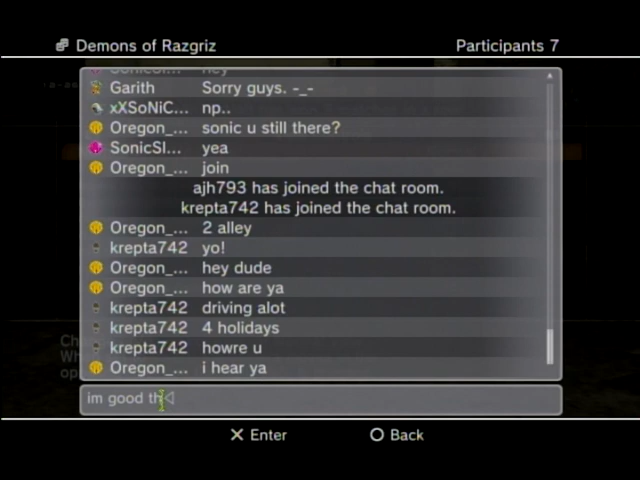 Demons of Razgriz
Participants 7
SonicSl... hey
Garith Sorry guys. -_-
xXSoNiC... np..
Oregon_... sonic u still there?
SonicSl... yea
Oregon_... join
ajh793 has joined the chat room.
krepta742 has joined the chat room.
Oregon_... 2 alley
krepta742 yo!
Oregon_... hey dude
Oregon_... how are ya
krepta742 driving alot
krepta742 4 holidays
krepta742 howre u
Oregon_... i hear ya
im good th
Enter
Back